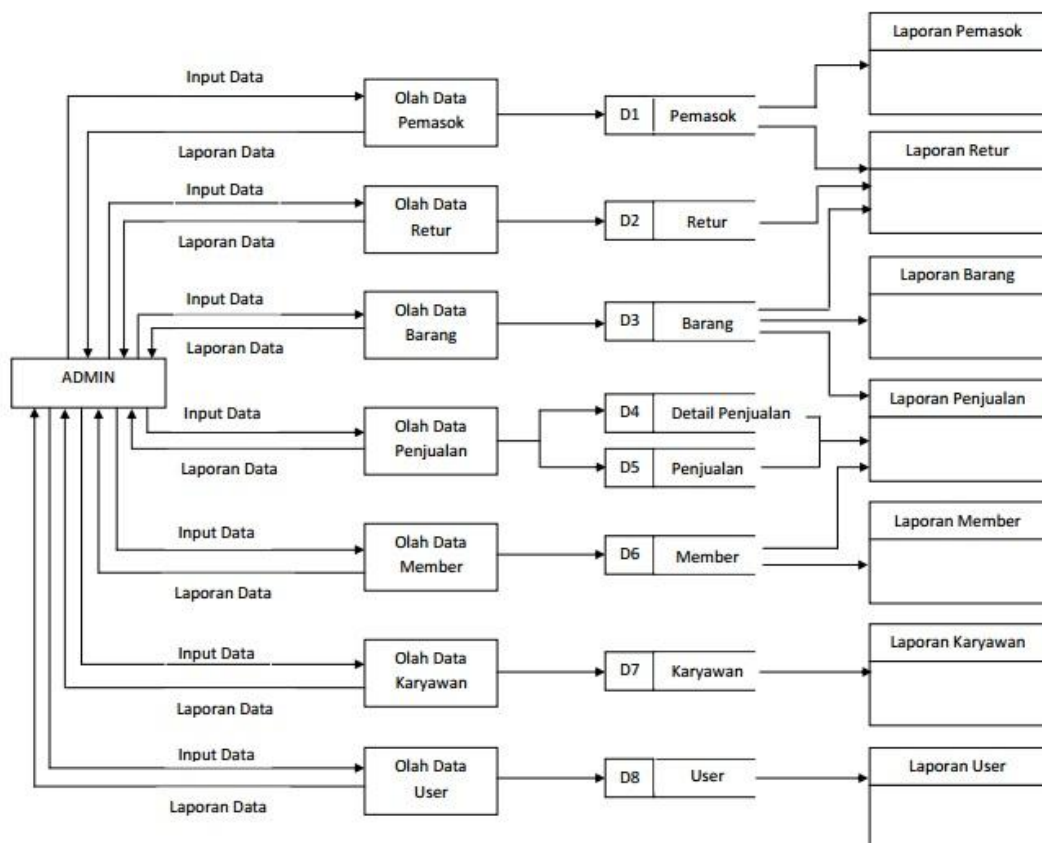 Laporan Pemasok
Input Data
Olah Data
Pemasok
D1 Pemasok
Laporan Data
Laporan Retur
Input Data
Olah Data
Retur
D2 Retur
Laporan Data
Laporan Barang
Input Data
Olah Data
Barang
D3 Barang
Laporan Data
ADMIN
Laporan Penjualan
Input Data
Olah Data
Penjualan
D4 Detail Penjualan
D5 Penjualan
Laporan Data
Laporan Member
Input Data
Olah Data
Member
D6 Member
Laporan Data
Laporan Karyawan
Input Data
Olah Data
Karyawan
D7 Karyawan
Laporan Data
Laporan User
Input Data
Olah Data
User
D8 User
Laporan Data